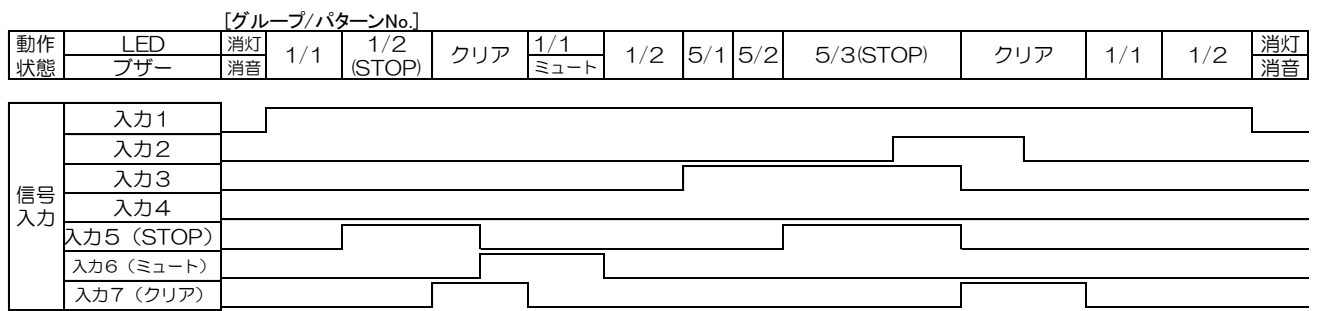 [グループ/パターンNo.]
動作状態 LED 消灯 1/1 1/2 (STOP) クリア 1/1 1/2 5/1 5/2 5/3(STOP) クリア 1/1 1/2 消灯
ブザー 消音 ミュート 消音
信号入力
入力1
入力2
入力3
入力4
入力5（STOP）
入力6（ミュート）
入力7（クリア）